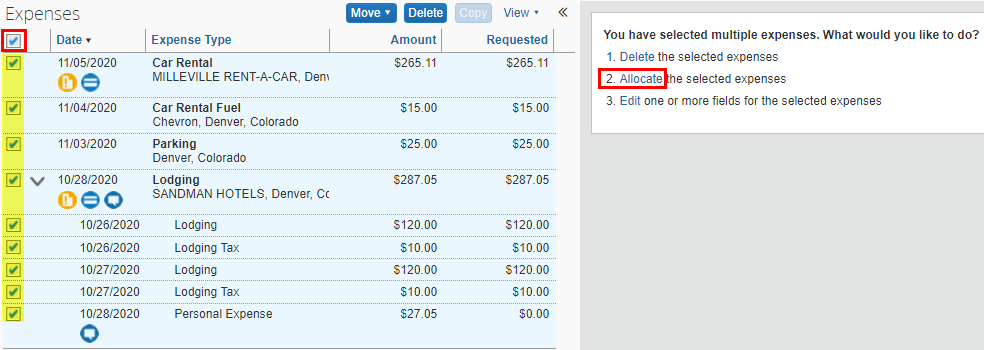 Expenses Move ▾ Delete Copy View ▾ «
Date ▾ Expense Type Amount Requested
11/05/2020 Car Rental $265.11 $265.11
MILLEVILLE RENT-A-CAR, Den
11/04/2020 Car Rental Fuel $15.00 $15.00
Chevron, Denver, Colorado
11/03/2020 Parking $25.00 $25.00
Denver, Colorado
10/28/2020 Lodging $287.05 $287.05
SANDMAN HOTELS, Denver, Cc
10/26/2020 Lodging $120.00 $120.00
10/26/2020 Lodging Tax $10.00 $10.00
10/27/2020 Lodging $120.00 $120.00
10/27/2020 Lodging Tax $10.00 $10.00
10/28/2020 Personal Expense $27.05 $0.00
You have selected multiple expenses. What would you like to do?
1. Delete the selected expenses
2. Allocate the selected expenses
3. Edit one or more fields for the selected expenses